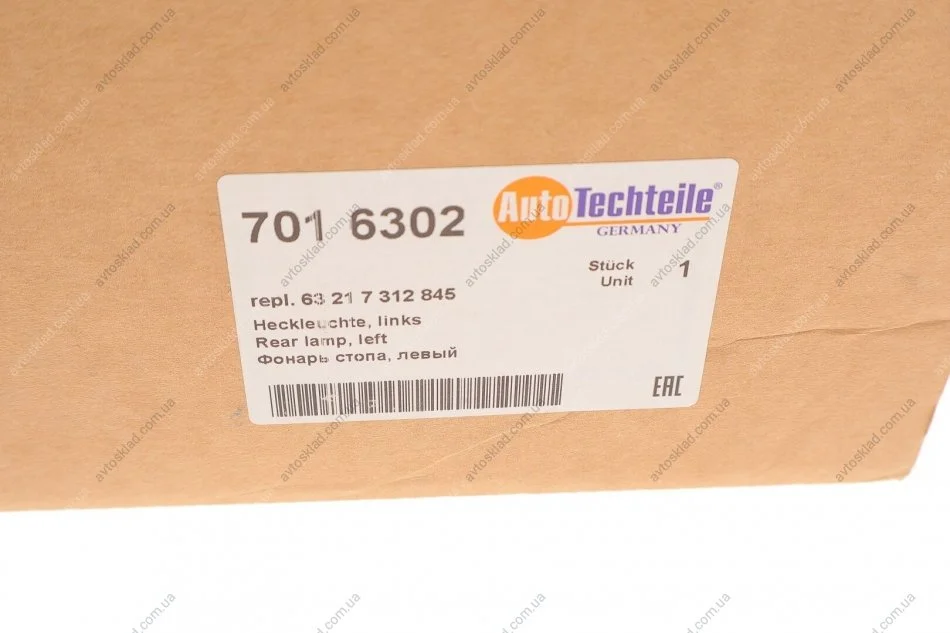 701 6302
AutoTechteile®
GERMANY
Stück 1
Unit
repl. 63 21 7 312 845
Heckleuchte, links
Rear lamp, left
Фонарь стопа, левый
EAC
avtosklad.com.ua